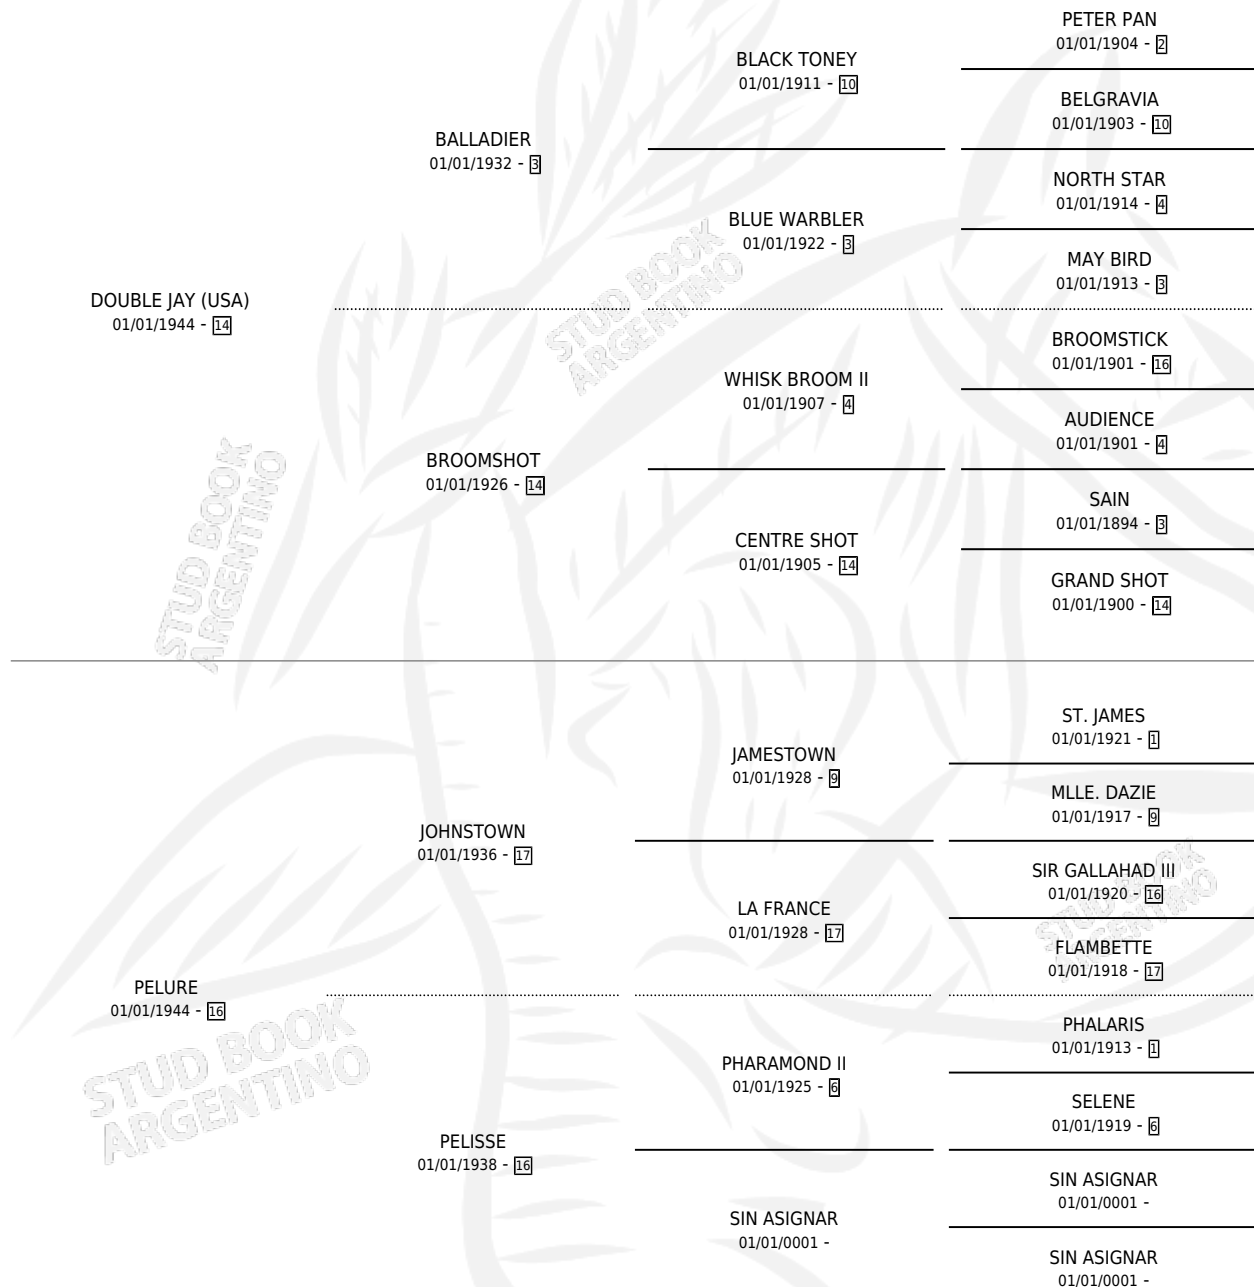 PETER PAN
01/01/1904 - 2
BLACK TONEY
01/01/1911 - 10
BELGRAVIA
01/01/1903 - 10
BALLADIER
01/01/1932 - 3
NORTH STAR
01/01/1914 - 4
BLUE WARBLER
01/01/1922 - 3
MAY BIRD
01/01/1913 - 3
DOUBLE JAY (USA)
01/01/1944 - 14
BROOMSTICK
01/01/1901 - 16
WHISK BROOM II
01/01/1907 - 4
AUDIENCE
01/01/1901 - 4
BROOMSHOT
01/01/1926 - 14
SAIN
01/01/1894 - 3
CENTRE SHOT
01/01/1905 - 14
GRAND SHOT
01/01/1900 - 14
ST. JAMES
01/01/1921 - 1
JAMESTOWN
01/01/1928 - 9
MLLE. DAZIE
01/01/1917 - 9
JOHNSTOWN
01/01/1936 - 17
SIR GALLAHAD III
01/01/1920 - 16
LA FRANCE
01/01/1928 - 17
FLAMBETTE
01/01/1918 - 17
PELURE
01/01/1944 - 16
PHALARIS
01/01/1913 - 1
PHARAMOND II
01/01/1925 - 6
SELENE
01/01/1919 - 6
PELISSE
01/01/1938 - 16
SIN ASIGNAR
01/01/0001 -
SIN ASIGNAR
01/01/0001 -
SIN ASIGNAR
01/01/0001 -
STUD BOOK
ARGENTINO
STUD BOOK
ARGENTINO
STUD BOOK
ARGENTINO
STUD BOOK
ARGENTINO